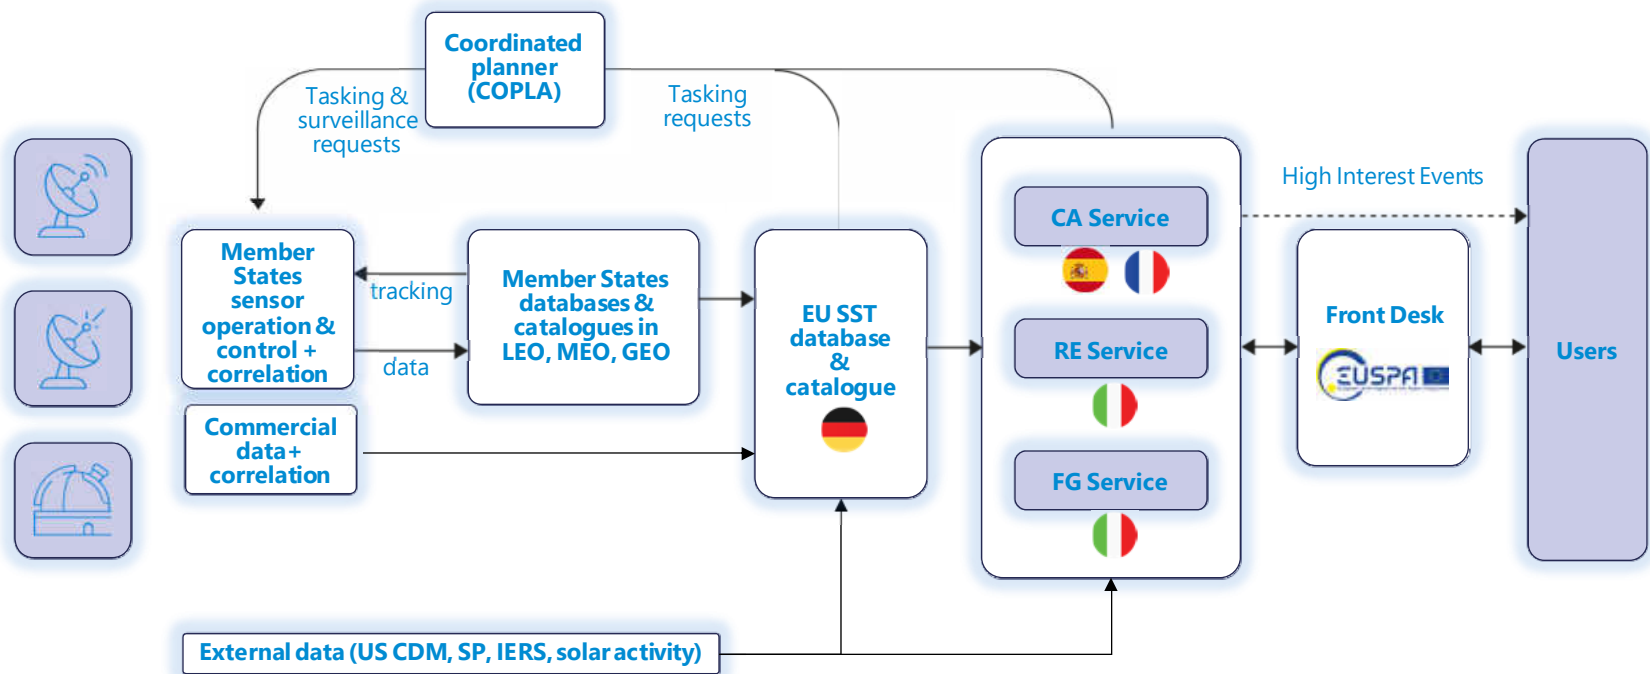 Coordinated
planner
(COPLA)
Tasking &
surveillance
requests
Tasking
requests
Member
States
sensor
operation &
control +
correlation
tracking
data
Member States
databases &
catalogues in
LEO, MEO, GEO
Commercial
data+
correlation
EU SST
database
&
catalogue
CA Service
RE Service
FG Service
High Interest Events
Front Desk
EUSPA
Users
External data (US CDM, SP, IERS, solar activity)